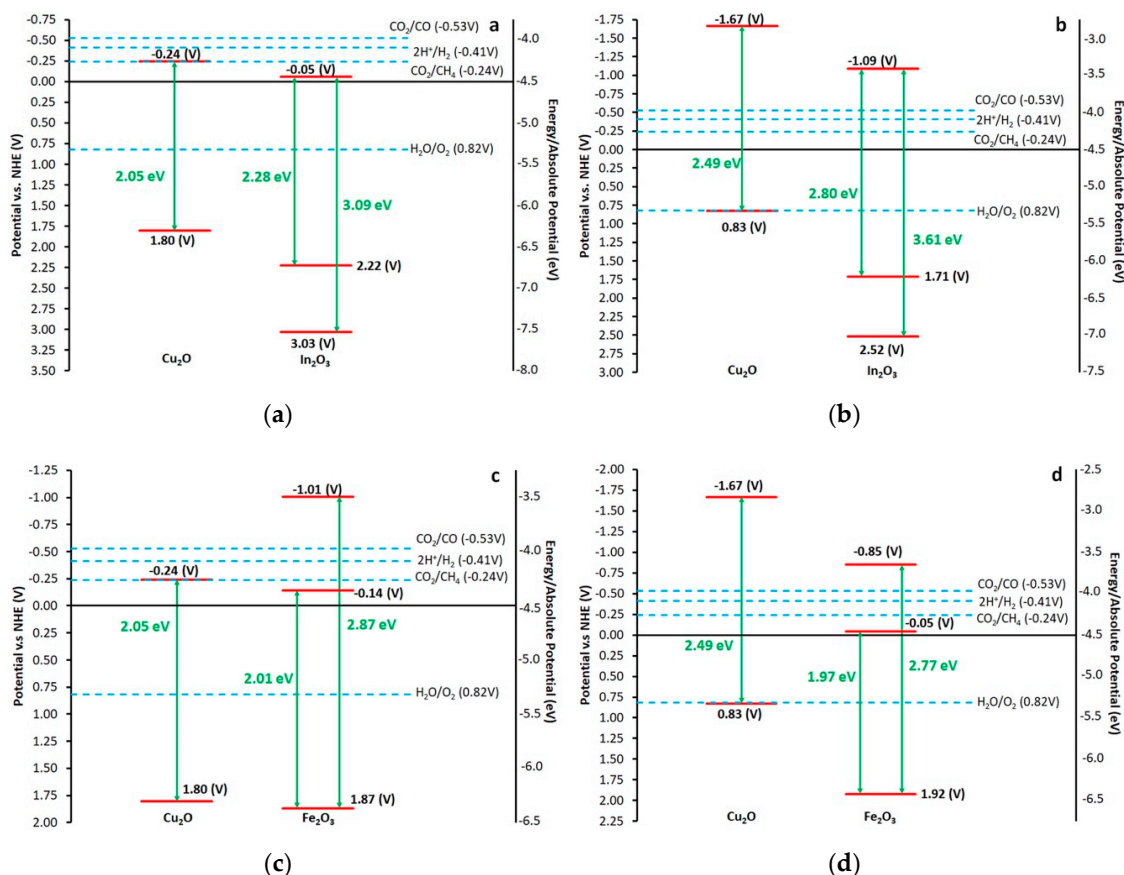 a
Potential v.s. NHE (V)
-0.75
-0.50
-0.25
0.00
0.25
0.50
0.75
1.00
1.25
1.50
1.75
2.00
2.25
2.50
2.75
3.00
3.25
3.50
CO₂/CO (-0.53V)
2H⁺/H₂ (-0.41V)
CO₂/CH₄ (-0.24V)
H₂O/O₂ (0.82V)
-0.24 (V)
-0.05 (V)
2.05 eV
2.28 eV
3.09 eV
1.80 (V)
2.22 (V)
3.03 (V)
Cu₂O
In₂O₃
-4.0
-4.5
-5.3
-5.8
-6.2
-6.7
-7.5
-8.0
Energy/Absolute Potential (eV)
(a)
b
Potential v.s. NHE (V)
-1.75
-1.50
-1.25
-1.00
-0.75
-0.50
-0.25
0.00
0.25
0.50
0.75
1.00
1.25
1.50
1.75
2.00
2.25
2.50
2.75
3.00
-1.67 (V)
-1.09 (V)
CO₂/CO (-0.53V)
2H⁺/H₂ (-0.41V)
CO₂/CH₄ (-0.24V)
H₂O/O₂ (0.82V)
2.49 eV
2.80 eV
3.61 eV
0.83 (V)
1.71 (V)
2.52 (V)
Cu₂O
In₂O₃
-3.0
-3.5
-4.0
-4.5
-5.2
-5.7
-6.2
-7.0
-7.5
Energy/Absolute Potential (eV)
(b)
c
Potential v.s NHE (V)
-1.25
-1.00
-0.75
-0.50
-0.25
0.00
0.25
0.50
0.75
1.00
1.25
1.50
1.75
2.00
-1.01 (V)
CO₂/CO (-0.53V)
2H⁺/H₂ (-0.41V)
CO₂/CH₄ (-0.24V)
-0.24 (V)
-0.14 (V)
H₂O/O₂ (0.82V)
2.05 eV
2.87 eV
2.01 eV
1.80 (V)
1.87 (V)
Cu₂O
Fe₂O₃
-3.5
-4.0
-4.5
-5.3
-6.0
-6.5
Energy/Absolute Potential (eV)
(c)
d
Potential v.s NHE (V)
-2.00
-1.75
-1.50
-1.25
-1.00
-0.75
-0.50
-0.25
0.00
0.25
0.50
0.75
1.00
1.25
1.50
1.75
2.00
2.25
-1.67 (V)
-0.85 (V)
CO₂/CO (-0.53V)
2H⁺/H₂ (-0.41V)
CO₂/CH₄ (-0.24V)
-0.05 (V)
H₂O/O₂ (0.82V)
2.49 eV
1.97 eV
2.77 eV
0.83 (V)
1.92 (V)
Cu₂O
Fe₂O₃
-2.5
-3.0
-3.5
-4.0
-4.5
-5.3
-6.0
-6.5
Energy/Absolute Potential (eV)
(d)